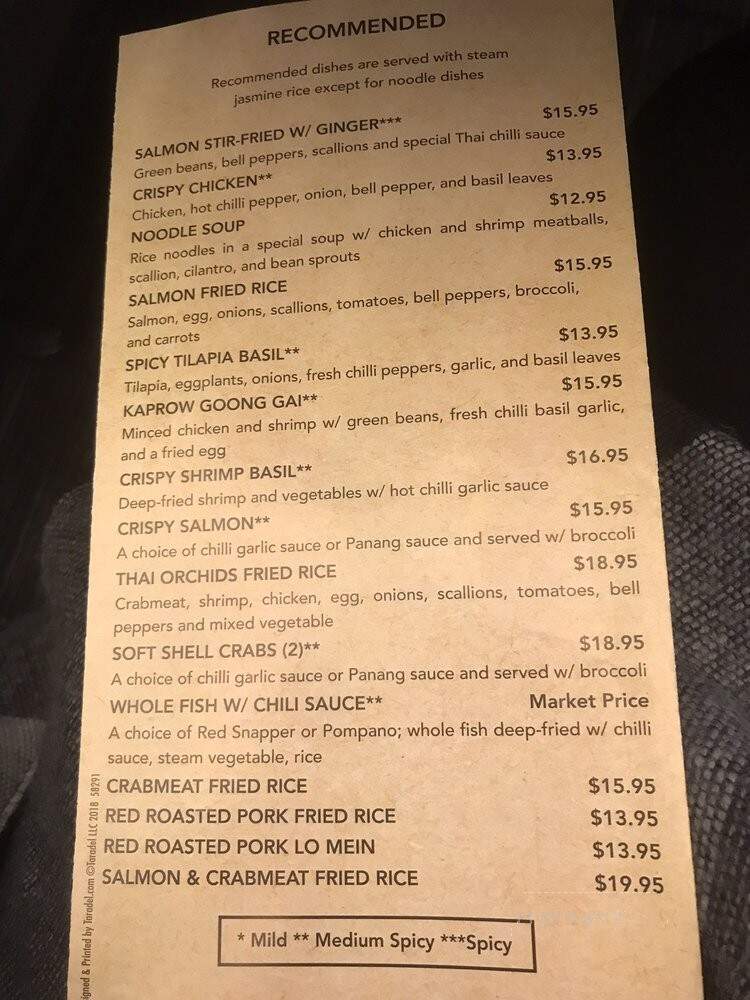 RECOMMENDED
Recommended dishes are served with steam
jasmine rice except for noodle dishes
SALMON STIR-FRIED W/ GINGER*** $15.95
Green beans, bell peppers, scallions and special Thai chilli sauce
CRISPY CHICKEN** $13.95
Chicken, hot chilli pepper, onion, bell pepper, and basil leaves
NOODLE SOUP $12.95
Rice noodles in a special soup w/ chicken and shrimp meatballs,
scallion, cilantro, and bean sprouts
SALMON FRIED RICE $15.95
Salmon, egg, onions, scallions, tomatoes, bell peppers, broccoli,
and carrots
SPICY TILAPIA BASIL** $13.95
Tilapia, eggplants, onions, fresh chilli peppers, garlic, and basil leaves
KAPROW GOONG GAI** $15.95
Minced chicken and shrimp w/ green beans, fresh chilli basil garlic,
and a fried egg
CRISPY SHRIMP BASIL** $16.95
Deep-fried shrimp and vegetables w/ hot chilli garlic sauce
CRISPY SALMON** $15.95
A choice of chilli garlic sauce or Panang sauce and served w/ broccoli
THAI ORCHIDS FRIED RICE $18.95
Crabmeat, shrimp, chicken, egg, onions, scallions, tomatoes, bell
peppers and mixed vegetable
SOFT SHELL CRABS (2)** $18.95
A choice of chilli garlic sauce or Panang sauce and served w/ broccoli
WHOLE FISH W/ CHILI SAUCE** Market Price
A choice of Red Snapper or Pompano; whole fish deep-fried w/ chilli
sauce, steam vegetable, rice
CRABMEAT FRIED RICE $15.95
RED ROASTED PORK FRIED RICE $13.95
RED ROASTED PORK LO MEIN $13.95
SALMON & CRABMEAT FRIED RICE $19.95
* Mild ** Medium Spicy ***Spicy
igned & Printed by Taradel.com ©Taradel LLC 2018 58291